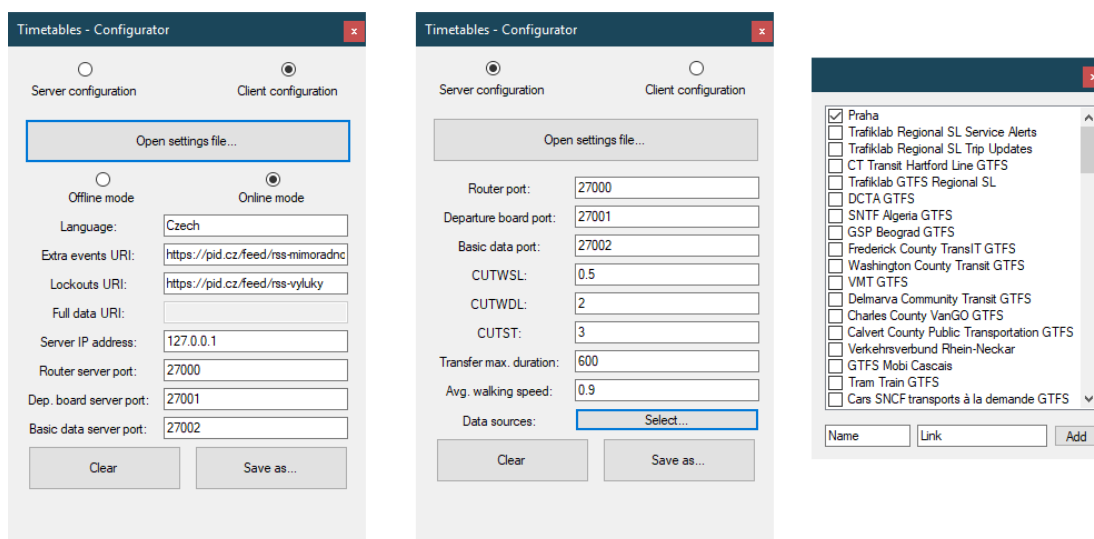 Timetables - Configurator
x
Server configuration
Client configuration
Open settings file...
Offline mode
Online mode
Language: Czech
Extra events URI: https://pid.cz/feed/rss-mimoradnc
Lockouts URI: https://pid.cz/feed/rss-vyluky
Full data URI:
Server IP address: 127.0.0.1
Router server port: 27000
Dep. board server port: 27001
Basic data server port: 27002
Clear
Save as...
Timetables - Configurator
x
Server configuration
Client configuration
Open settings file...
Router port: 27000
Departure board port: 27001
Basic data port: 27002
CUTWSL: 0.5
CUTWDL: 2
CUTST: 3
Transfer max. duration: 600
Avg. walking speed: 0.9
Data sources: Select...
Clear
Save as...
x
Praha
Trafiklab Regional SL Service Alerts
Trafiklab Regional SL Trip Updates
CT Transit Hartford Line GTFS
Trafiklab GTFS Regional SL
DCTA GTFS
SNTF Algeria GTFS
GSP Beograd GTFS
Frederick County TransIT GTFS
Washington County Transit GTFS
VMT GTFS
Delmarva Community Transit GTFS
Charles County VanGO GTFS
Calvert County Public Transportation GTFS
Verkehrsverbund Rhein-Neckar
GTFS Mobi Cascais
Tram Train GTFS
Cars SNCF transports à la demande GTFS
Name
Link
Add